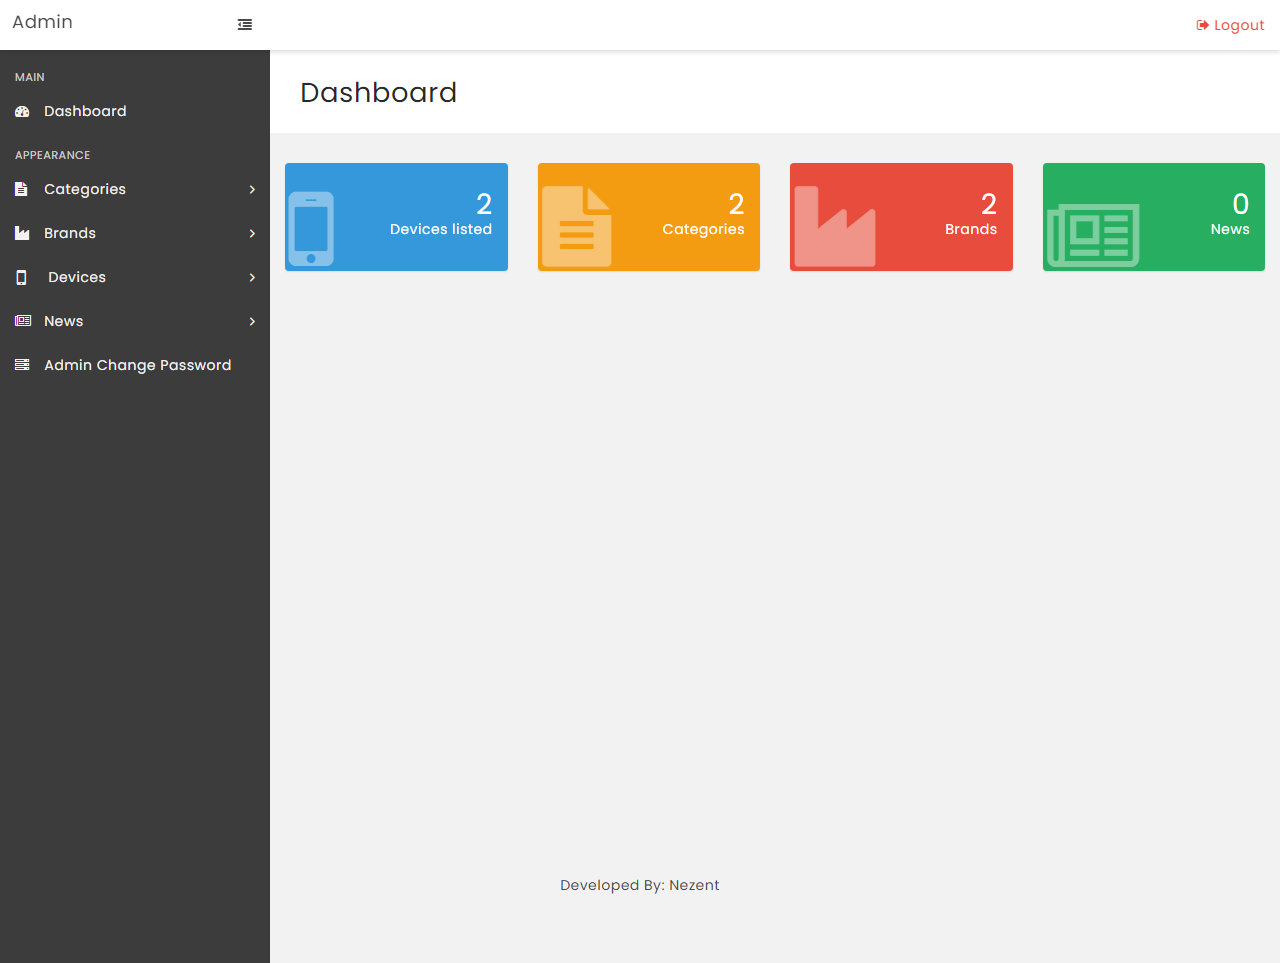 Admin
Logout
MAIN
Dashboard
APPEARANCE
Categories
Brands
Devices
News
Admin Change Password
Dashboard
2
Devices listed
2
Categories
2
Brands
0
News
Developed By: Nezent